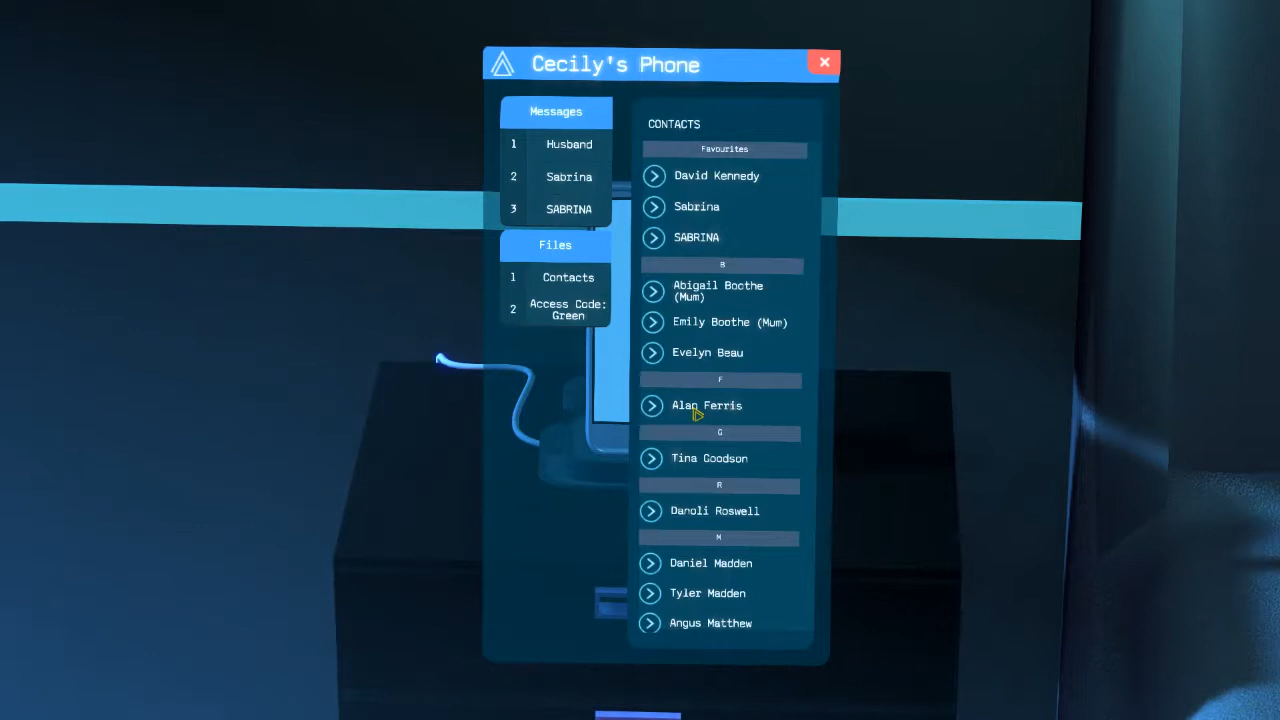 Cecily's Phone
Messages
1 Husband
2 Sabrina
3 SABRINA
Files
1 Contacts
2 Access Code:
Green
CONTACTS
Favourites
David Kennedy
Sabrina
SABRINA
B
Abigail Boothe
(Mum)
Emily Boothe (Mum)
Evelyn Beau
F
Alan Ferris
G
Tina Goodson
R
Danoli Roswell
M
Daniel Madden
Tyler Madden
Angus Matthew